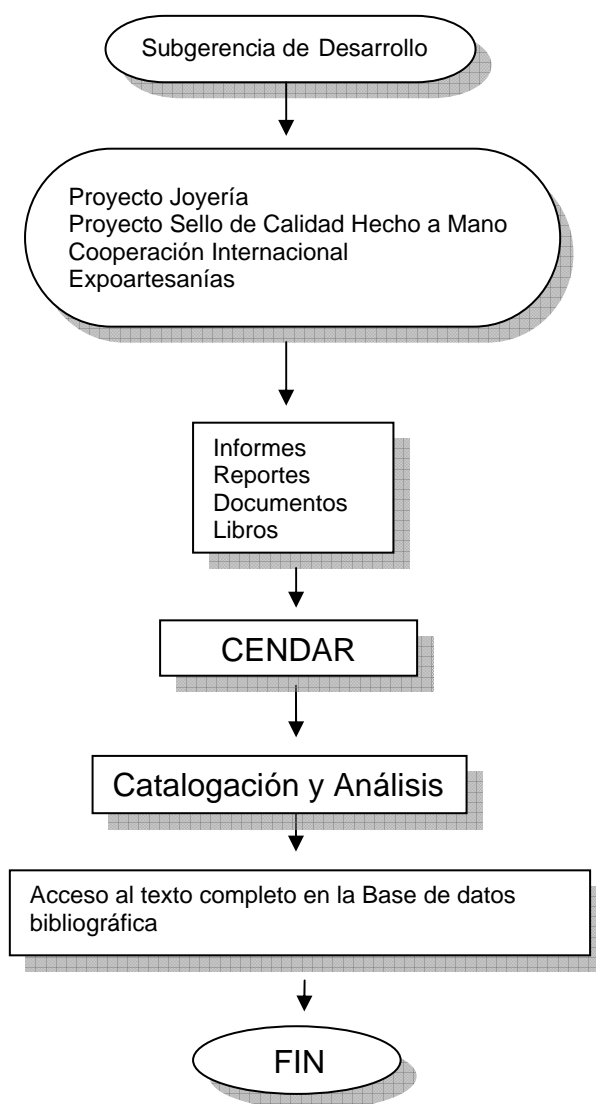 Subgerencia de Desarrollo
Proyecto Joyería
Proyecto Sello de Calidad Hecho a Mano
Cooperación Internacional
Expoartesanías
Informes
Reportes
Documentos
Libros
CENDAR
Catalogación y Análisis
Acceso al texto completo en la Base de datos
bibliográfica
FIN